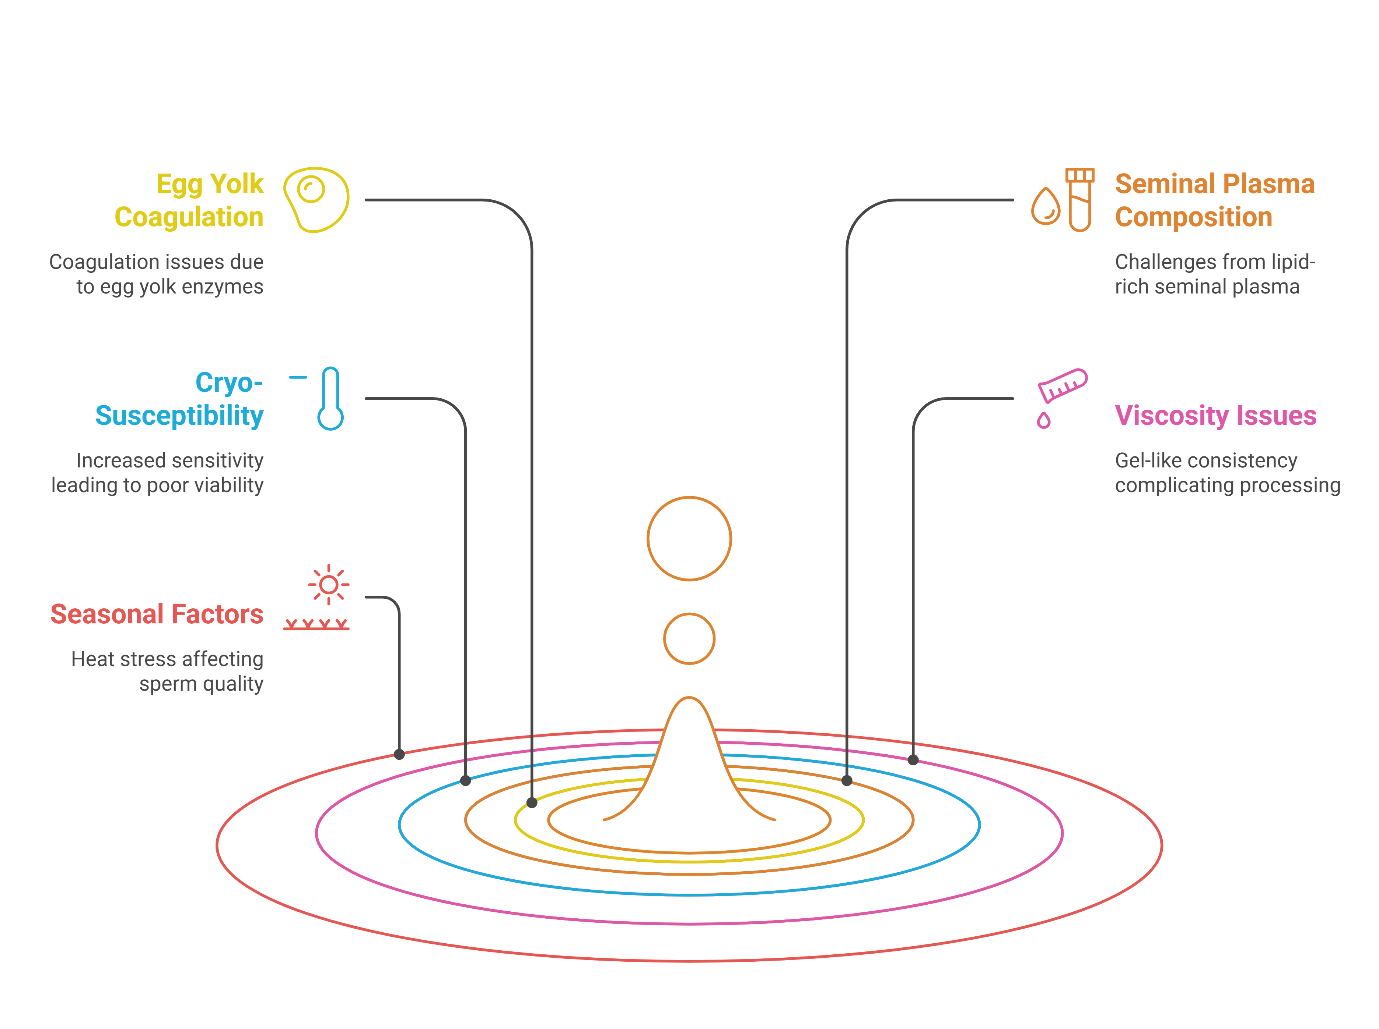 Egg Yolk
Coagulation
Coagulation issues due
to egg yolk enzymes
Cryo-
Susceptibility
Increased sensitivity
leading to poor viability
Seasonal Factors
Heat stress affecting
sperm quality
Seminal Plasma
Composition
Challenges from lipid-
rich seminal plasma
Viscosity Issues
Gel-like consistency
complicating processing